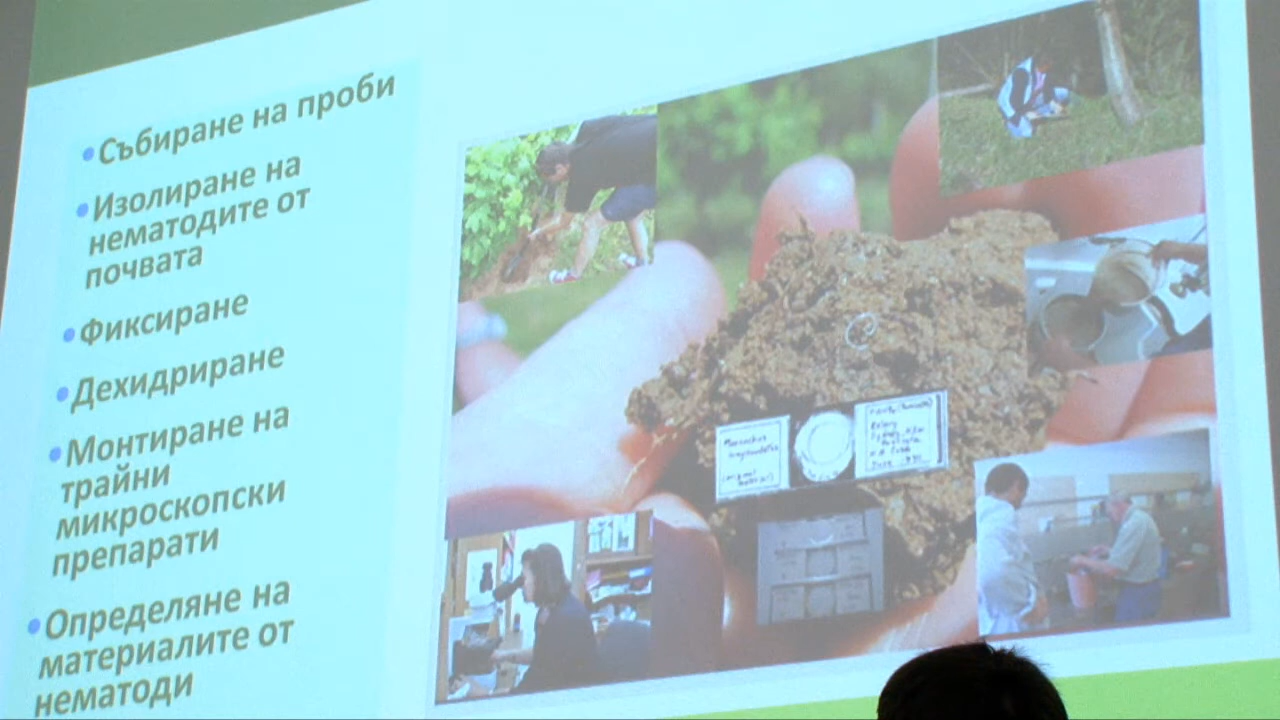 •Събиране на проби
•Изолиране на
нематодите от
почвата
•Фиксиране
•Дехидриране
•Монтиране на
трайни
микроскопски
препарати
•Определяне на
материалите от
нематоди